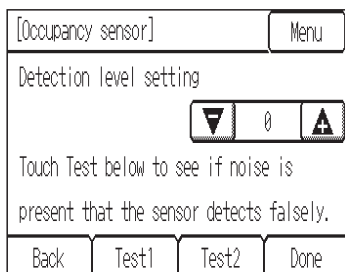 [Occupancy sensor] Menu
Detection level setting
0
Touch Test below to see if noise is
present that the sensor detects falsely.
Back Test1 Test2 Done